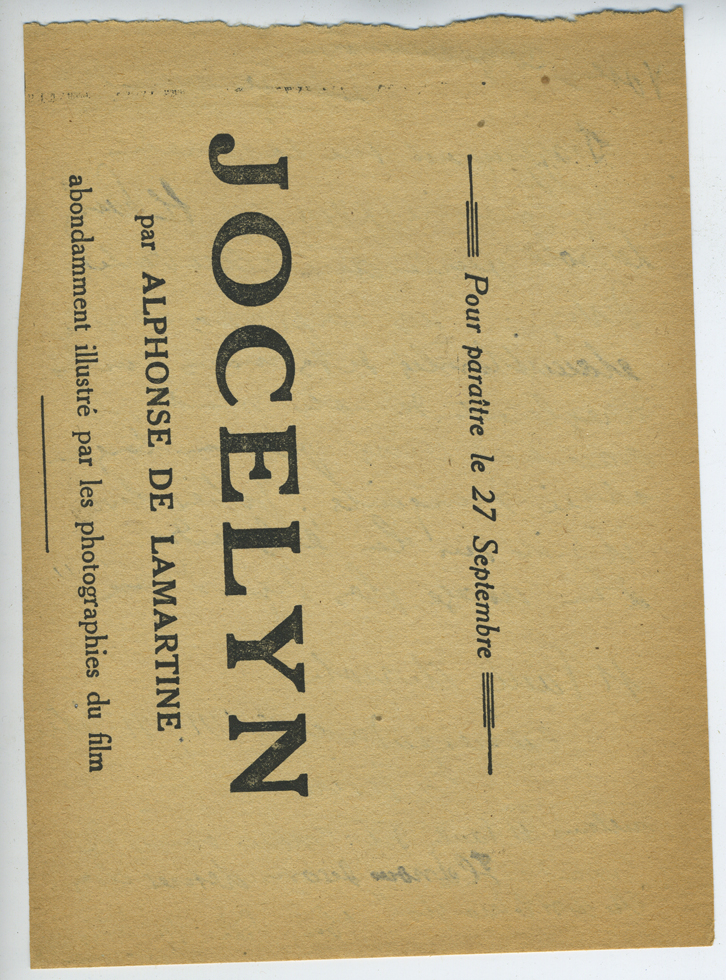 Pour paraître le 27 Septembre
JOCELYN
par ALPHONSE DE LAMARTINE
abondamment illustré par les photographies du film